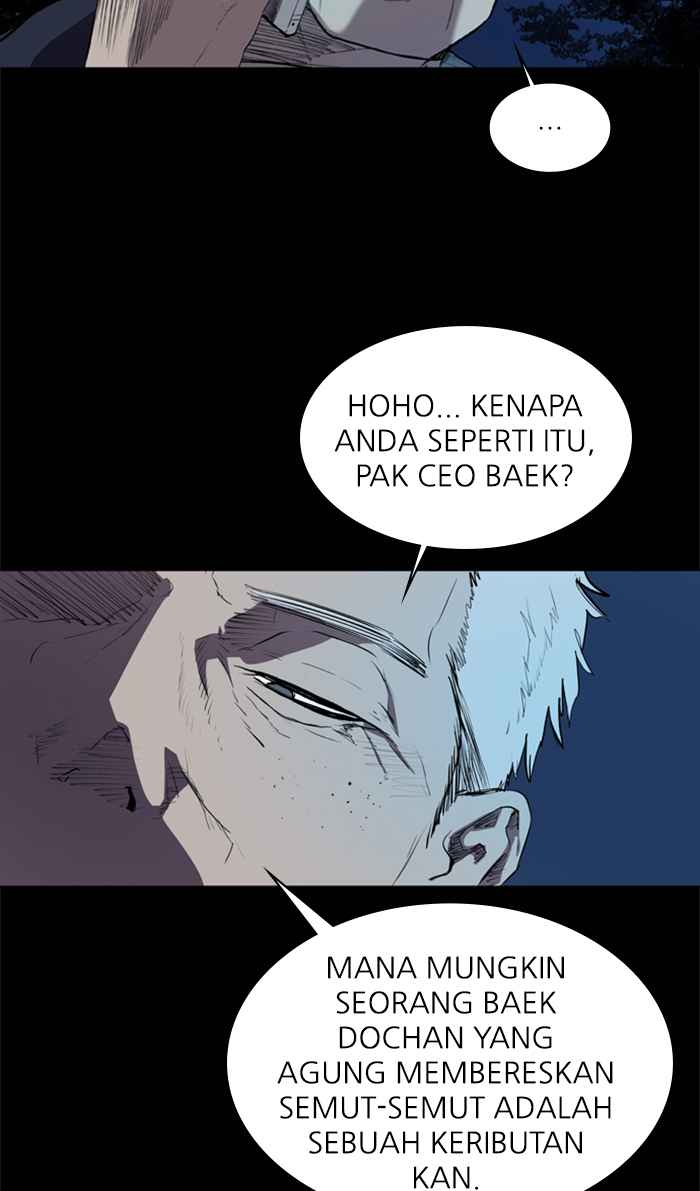 ...
HOHO... KENAPA
ANDA SEPERTI ITU,
PAK CEO BAEK?
MANA MUNGKIN
SEORANG BAEK
DOCHAN YANG
AGUNG MEMBERESKAN
SEMUT-SEMUT ADALAH
SEBUAH KERIBUTAN
KAN.